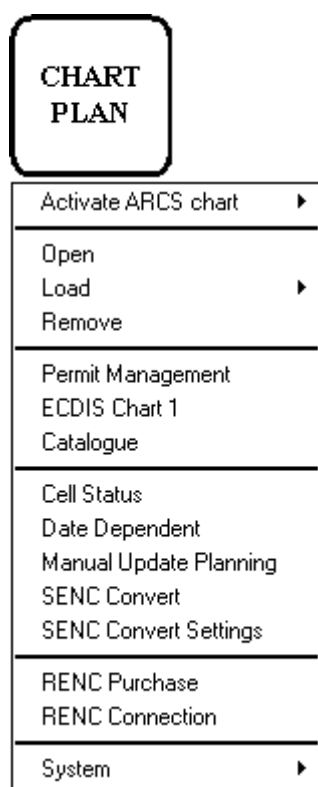 CHART
PLAN
Activate ARCS chart
Open
Load
Remove
Permit Management
ECDIS Chart 1
Catalogue
Cell Status
Date Dependent
Manual Update Planning
SENC Convert
SENC Convert Settings
RENC Purchase
RENC Connection
System